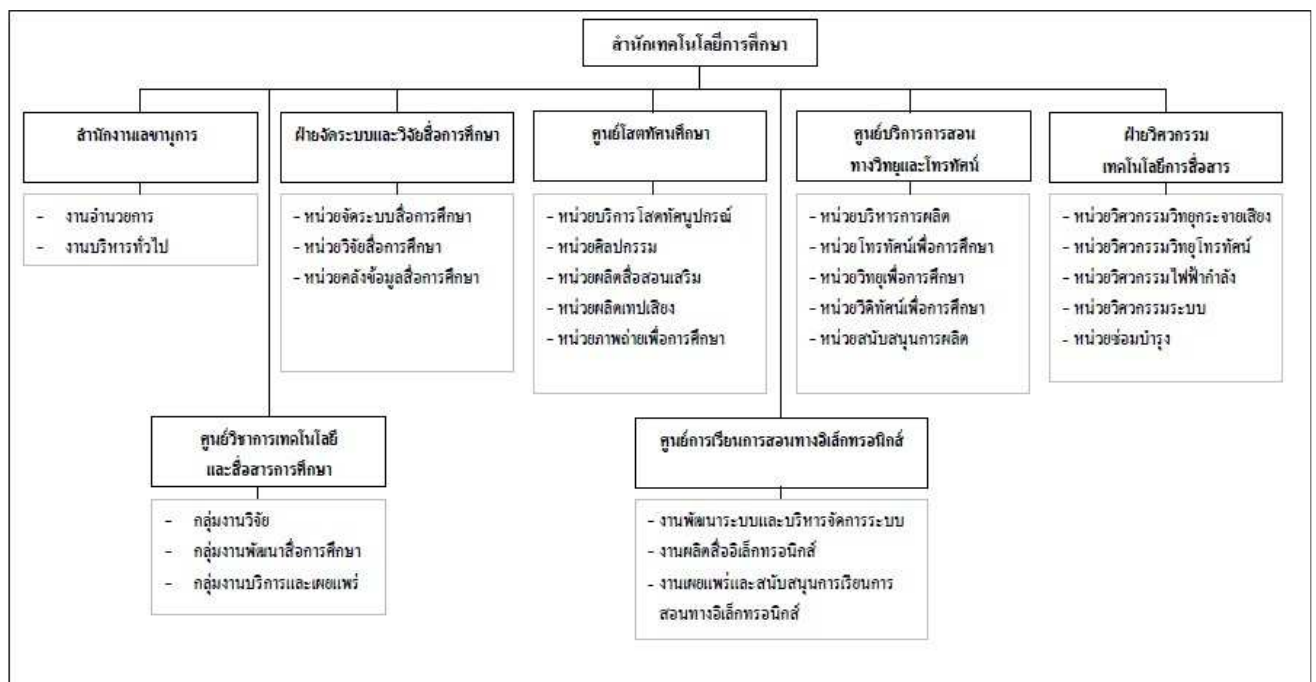 สำนักเทคโนโลยีการศึกษา
สำนักงานเลขานุการ
- งานอำนวยการ
- งานบริหารทั่วไป
ฝ่ายจัดระบบและวิจัยสื่อการศึกษา
- หน่วยจัดระบบสื่อการศึกษา
- หน่วยวิจัยสื่อการศึกษา
- หน่วยคลังข้อมูลสื่อการศึกษา
ศูนย์โสตทัศนศึกษา
- หน่วยบริการโสตทัศนูปกรณ์
- หน่วยศิลปกรรม
- หน่วยผลิตสื่อสอนเสริม
- หน่วยผลิตเทปเสียง
- หน่วยภาพถ่ายเพื่อการศึกษา
ศูนย์บริการการสอน
ทางวิทยุและโทรทัศน์
- หน่วยบริหารการผลิต
- หน่วยโทรทัศน์เพื่อการศึกษา
- หน่วยวิทยุเพื่อการศึกษา
- หน่วยวีดิทัศน์เพื่อการศึกษา
- หน่วยสนับสนุนการผลิต
ฝ่ายวิศวกรรม
เทคโนโลยีการสื่อสาร
- หน่วยวิศวกรรมวิทยุกระจายเสียง
- หน่วยวิศวกรรมวิทยุโทรทัศน์
- หน่วยวิศวกรรมไฟฟ้ากำลัง
- หน่วยวิศวกรรมระบบ
- หน่วยซ่อมบำรุง
ศูนย์วิชาการเทคโนโลยี
และสื่อสารการศึกษา
- กลุ่มงานวิจัย
- กลุ่มงานพัฒนาสื่อการศึกษา
- กลุ่มงานบริการและเผยแพร่
ศูนย์การเรียนการสอนทางอิเล็กทรอนิกส์
- งานพัฒนาระบบและบริหารจัดการระบบ
- งานผลิตสื่ออิเล็กทรอนิกส์
- งานเผยแพร่และสนับสนุนการเรียนการ
สอนทางอิเล็กทรอนิกส์